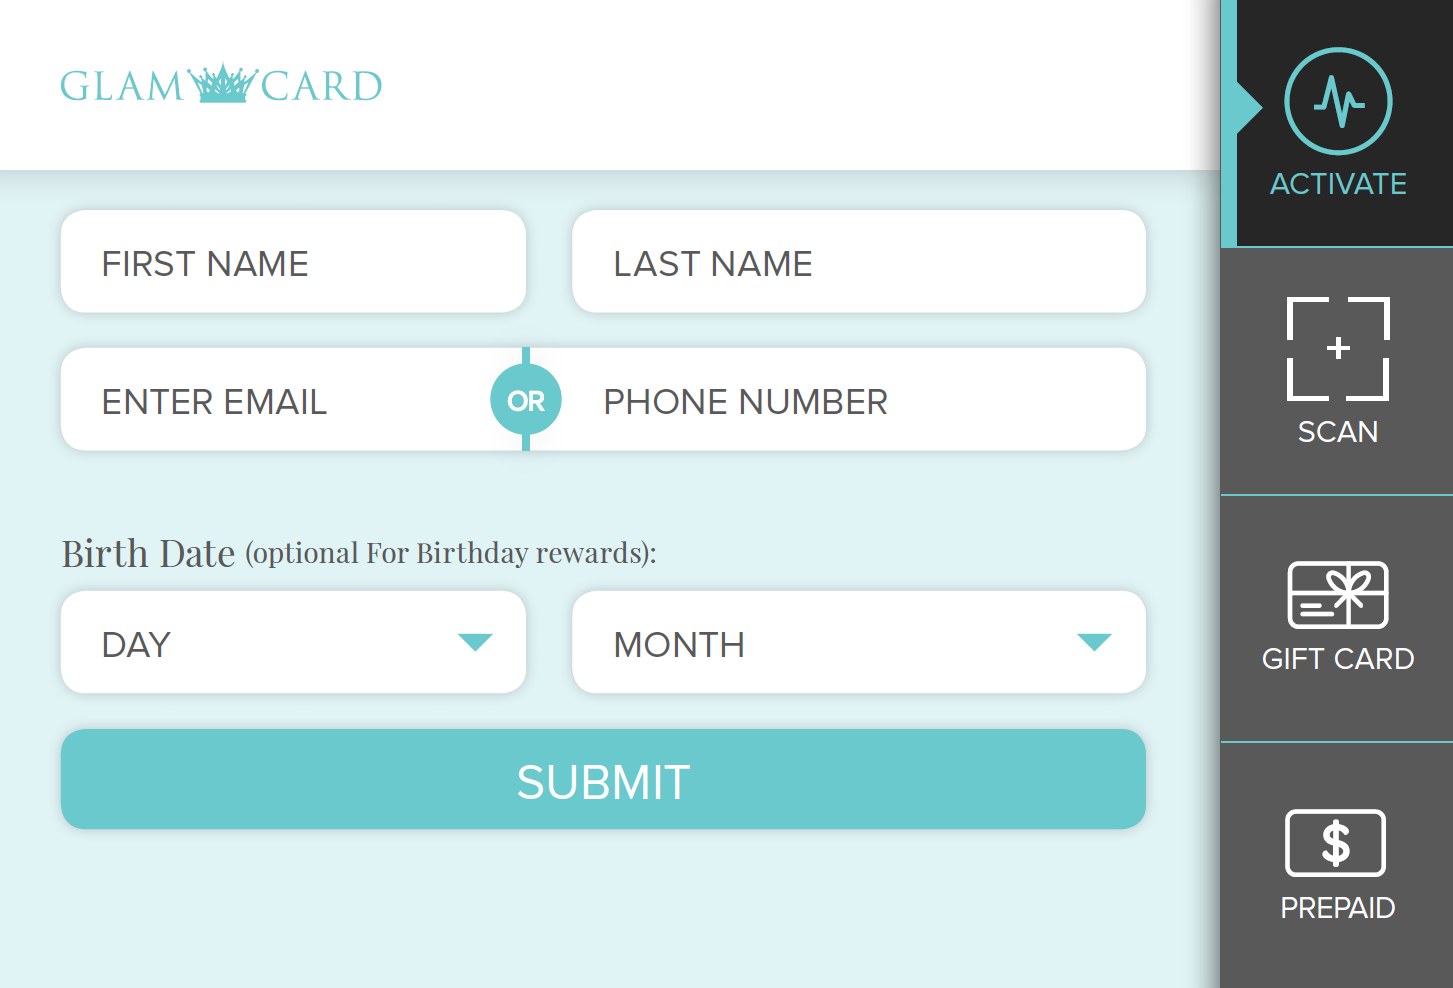 GLAM CARD
FIRST NAME
LAST NAME
ENTER EMAIL
OR
PHONE NUMBER
Birth Date (optional For Birthday rewards):
DAY
MONTH
SUBMIT
ACTIVATE
SCAN
GIFT CARD
$
PREPAID